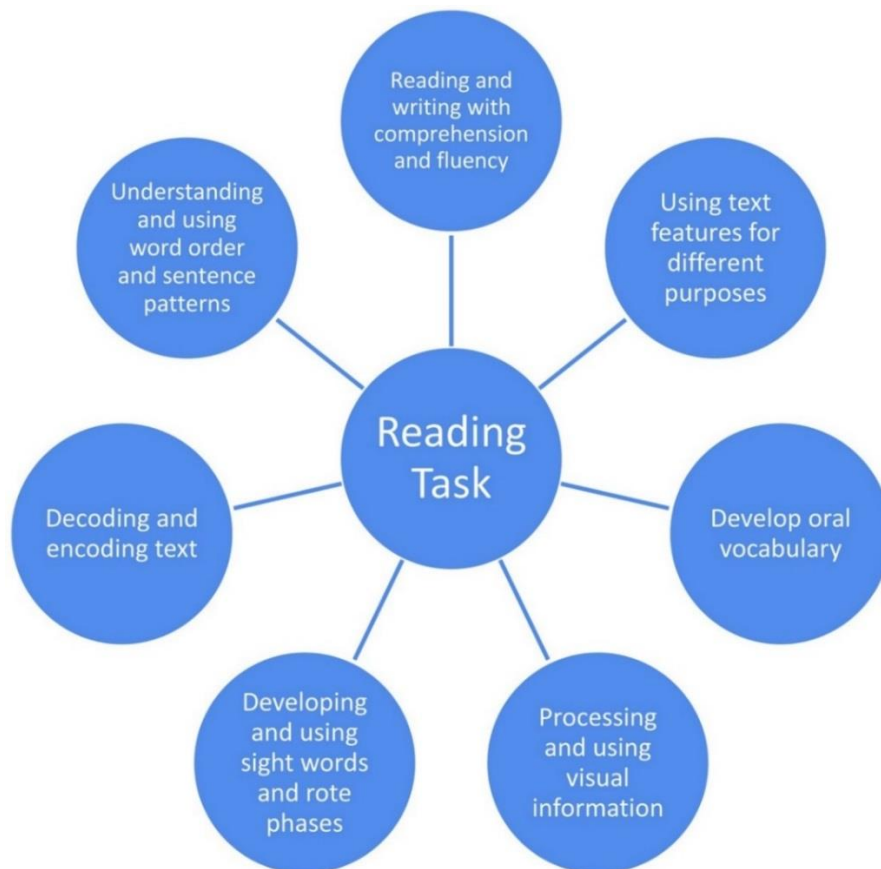 Reading and
writing with
comprehension
and fluency
Using text
features for
different
purposes
Develop oral
vocabulary
Processing
and using
visual
information
Developing
and using
sight words
and rote
phases
Decoding and
encoding text
Understanding
and using
word order
and sentence
patterns
Reading
Task